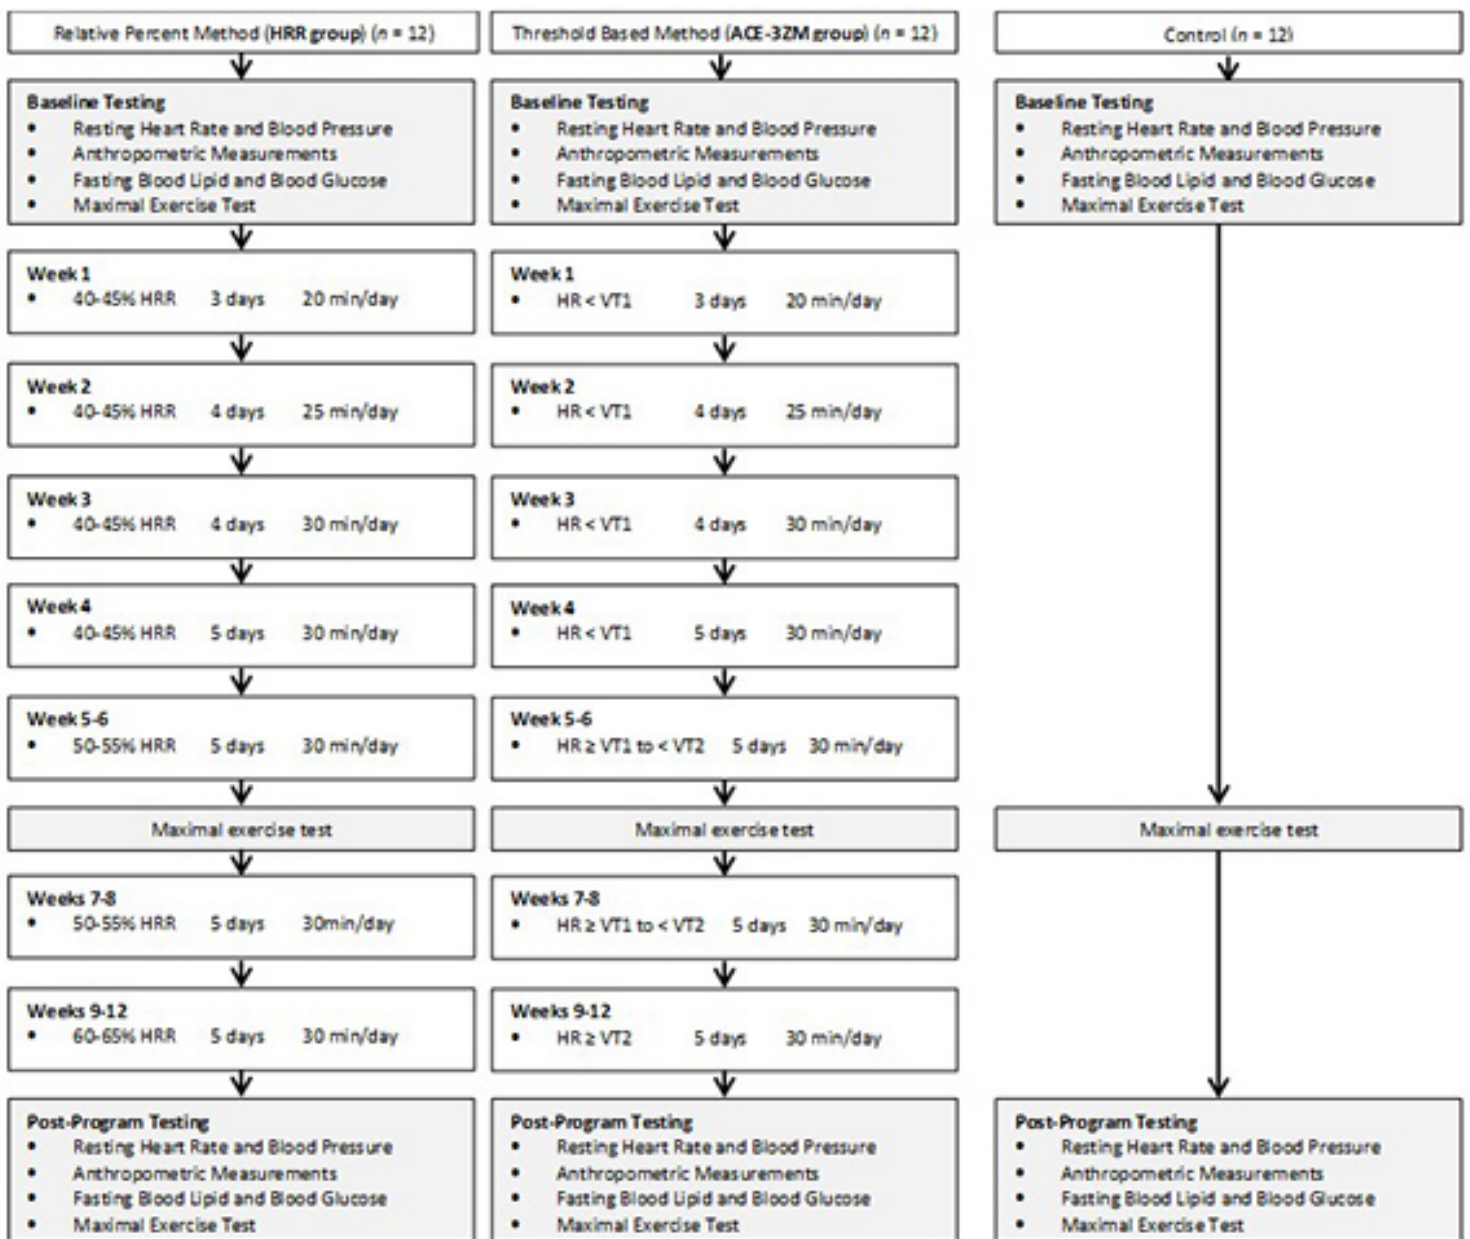 Relative Percent Method (HRR group) (n = 12)
Baseline Testing
• Resting Heart Rate and Blood Pressure
• Anthropometric Measurements
• Fasting Blood Lipid and Blood Glucose
• Maximal Exercise Test
Week 1
• 40-45% HRR 3 days 20 min/day
Week 2
• 40-45% HRR 4 days 25 min/day
Week 3
• 40-45% HRR 4 days 30 min/day
Week 4
• 40-45% HRR 5 days 30 min/day
Week 5-6
• 50-55% HRR 5 days 30 min/day
Maximal exercise test
Weeks 7-8
• 50-55% HRR 5 days 30min/day
Weeks 9-12
• 60-65% HRR 5 days 30 min/day
Post-Program Testing
• Resting Heart Rate and Blood Pressure
• Anthropometric Measurements
• Fasting Blood Lipid and Blood Glucose
• Maximal Exercise Test
Threshold Based Method (ACE-3ZM group) (n = 12)
Baseline Testing
• Resting Heart Rate and Blood Pressure
• Anthropometric Measurements
• Fasting Blood Lipid and Blood Glucose
• Maximal Exercise Test
Week 1
• HR < VT1 3 days 20 min/day
Week 2
• HR < VT1 4 days 25 min/day
Week 3
• HR < VT1 4 days 30 min/day
Week 4
• HR < VT1 5 days 30 min/day
Week 5-6
• HR ≥ VT1 to < VT2 5 days 30 min/day
Maximal exercise test
Weeks 7-8
• HR ≥ VT1 to < VT2 5 days 30 min/day
Weeks 9-12
• HR ≥ VT2 5 days 30 min/day
Post-Program Testing
• Resting Heart Rate and Blood Pressure
• Anthropometric Measurements
• Fasting Blood Lipid and Blood Glucose
• Maximal Exercise Test
Control (n = 12)
Baseline Testing
• Resting Heart Rate and Blood Pressure
• Anthropometric Measurements
• Fasting Blood Lipid and Blood Glucose
• Maximal Exercise Test
Maximal exercise test
Post-Program Testing
• Resting Heart Rate and Blood Pressure
• Anthropometric Measurements
• Fasting Blood Lipid and Blood Glucose
• Maximal Exercise Test